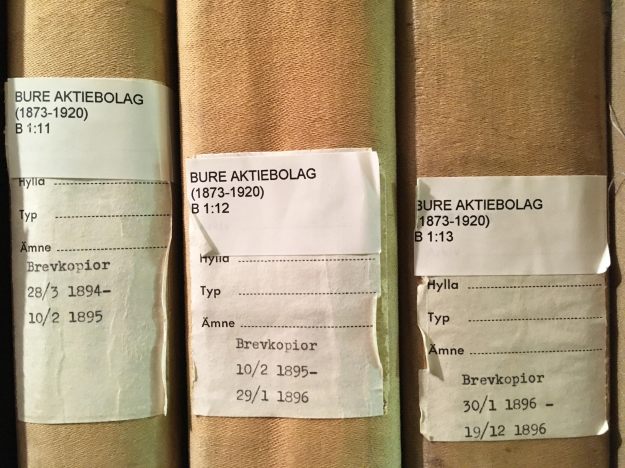 BURE AKTIEBOLAG
(1873-1920)
B 1:11
Hylla
Typ
Ämne
Brevkopior
28/3 1894-
10/2 1895
BURE AKTIEBOLAG
(1873-1920)
B 1:12
Hylla
Typ
Ämne
Brevkopior
10/2 1895-
29/1 1896
BURE AKTIEBOLAG
(1873-1920)
B 1:13
Hylla
Typ
Ämne
Brevkopior
30/1 1896 -
19/12 1896